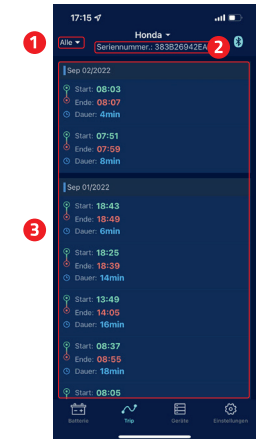 17:15
Honda
1
Alle
Seriennummer.: 383B26942EA
2
Sep 02/2022
Start: 08:03
Ende: 08:07
Dauer: 4min
Start: 07:51
Ende: 07:59
Dauer: 8min
Sep 01/2022
3
Start: 18:43
Ende: 18:49
Dauer: 6min
Start: 18:25
Ende: 18:39
Dauer: 14min
Start: 13:49
Ende: 14:05
Dauer: 16min
Start: 08:37
Ende: 08:55
Dauer: 18min
Start: 08:05
Batterie Trip Geräte Einstellungen